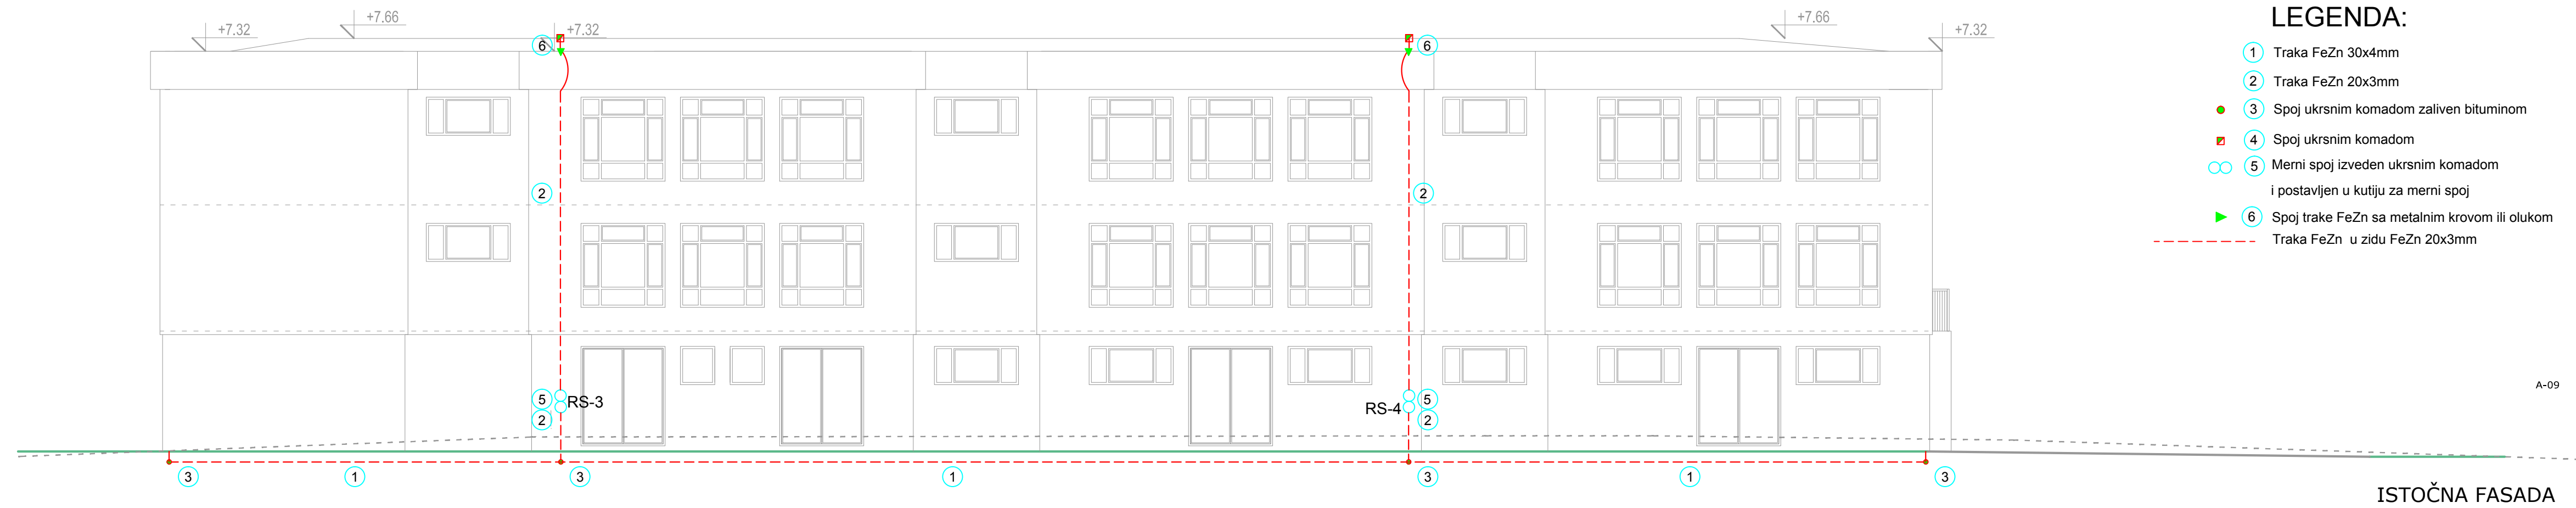 +7.32
+7.66
+7.32
+7.66
+7.32
6
6
2
2
5
RS-3
2
RS-4
5
2
3
1
3
1
3
1
3
LEGENDA:
1 Traka FeZn 30x4mm
2 Traka FeZn 20x3mm
3 Spoj ukrsnim komadom zaliven bituminom
4 Spoj ukrsnim komadom
5 Merni spoj izveden ukrsnim komadom
i postavljen u kutiju za merni spoj
6 Spoj trake FeZn sa metalnim krovom ili olukom
Traka FeZn u zidu FeZn 20x3mm
A-09
ISTOČNA FASADA